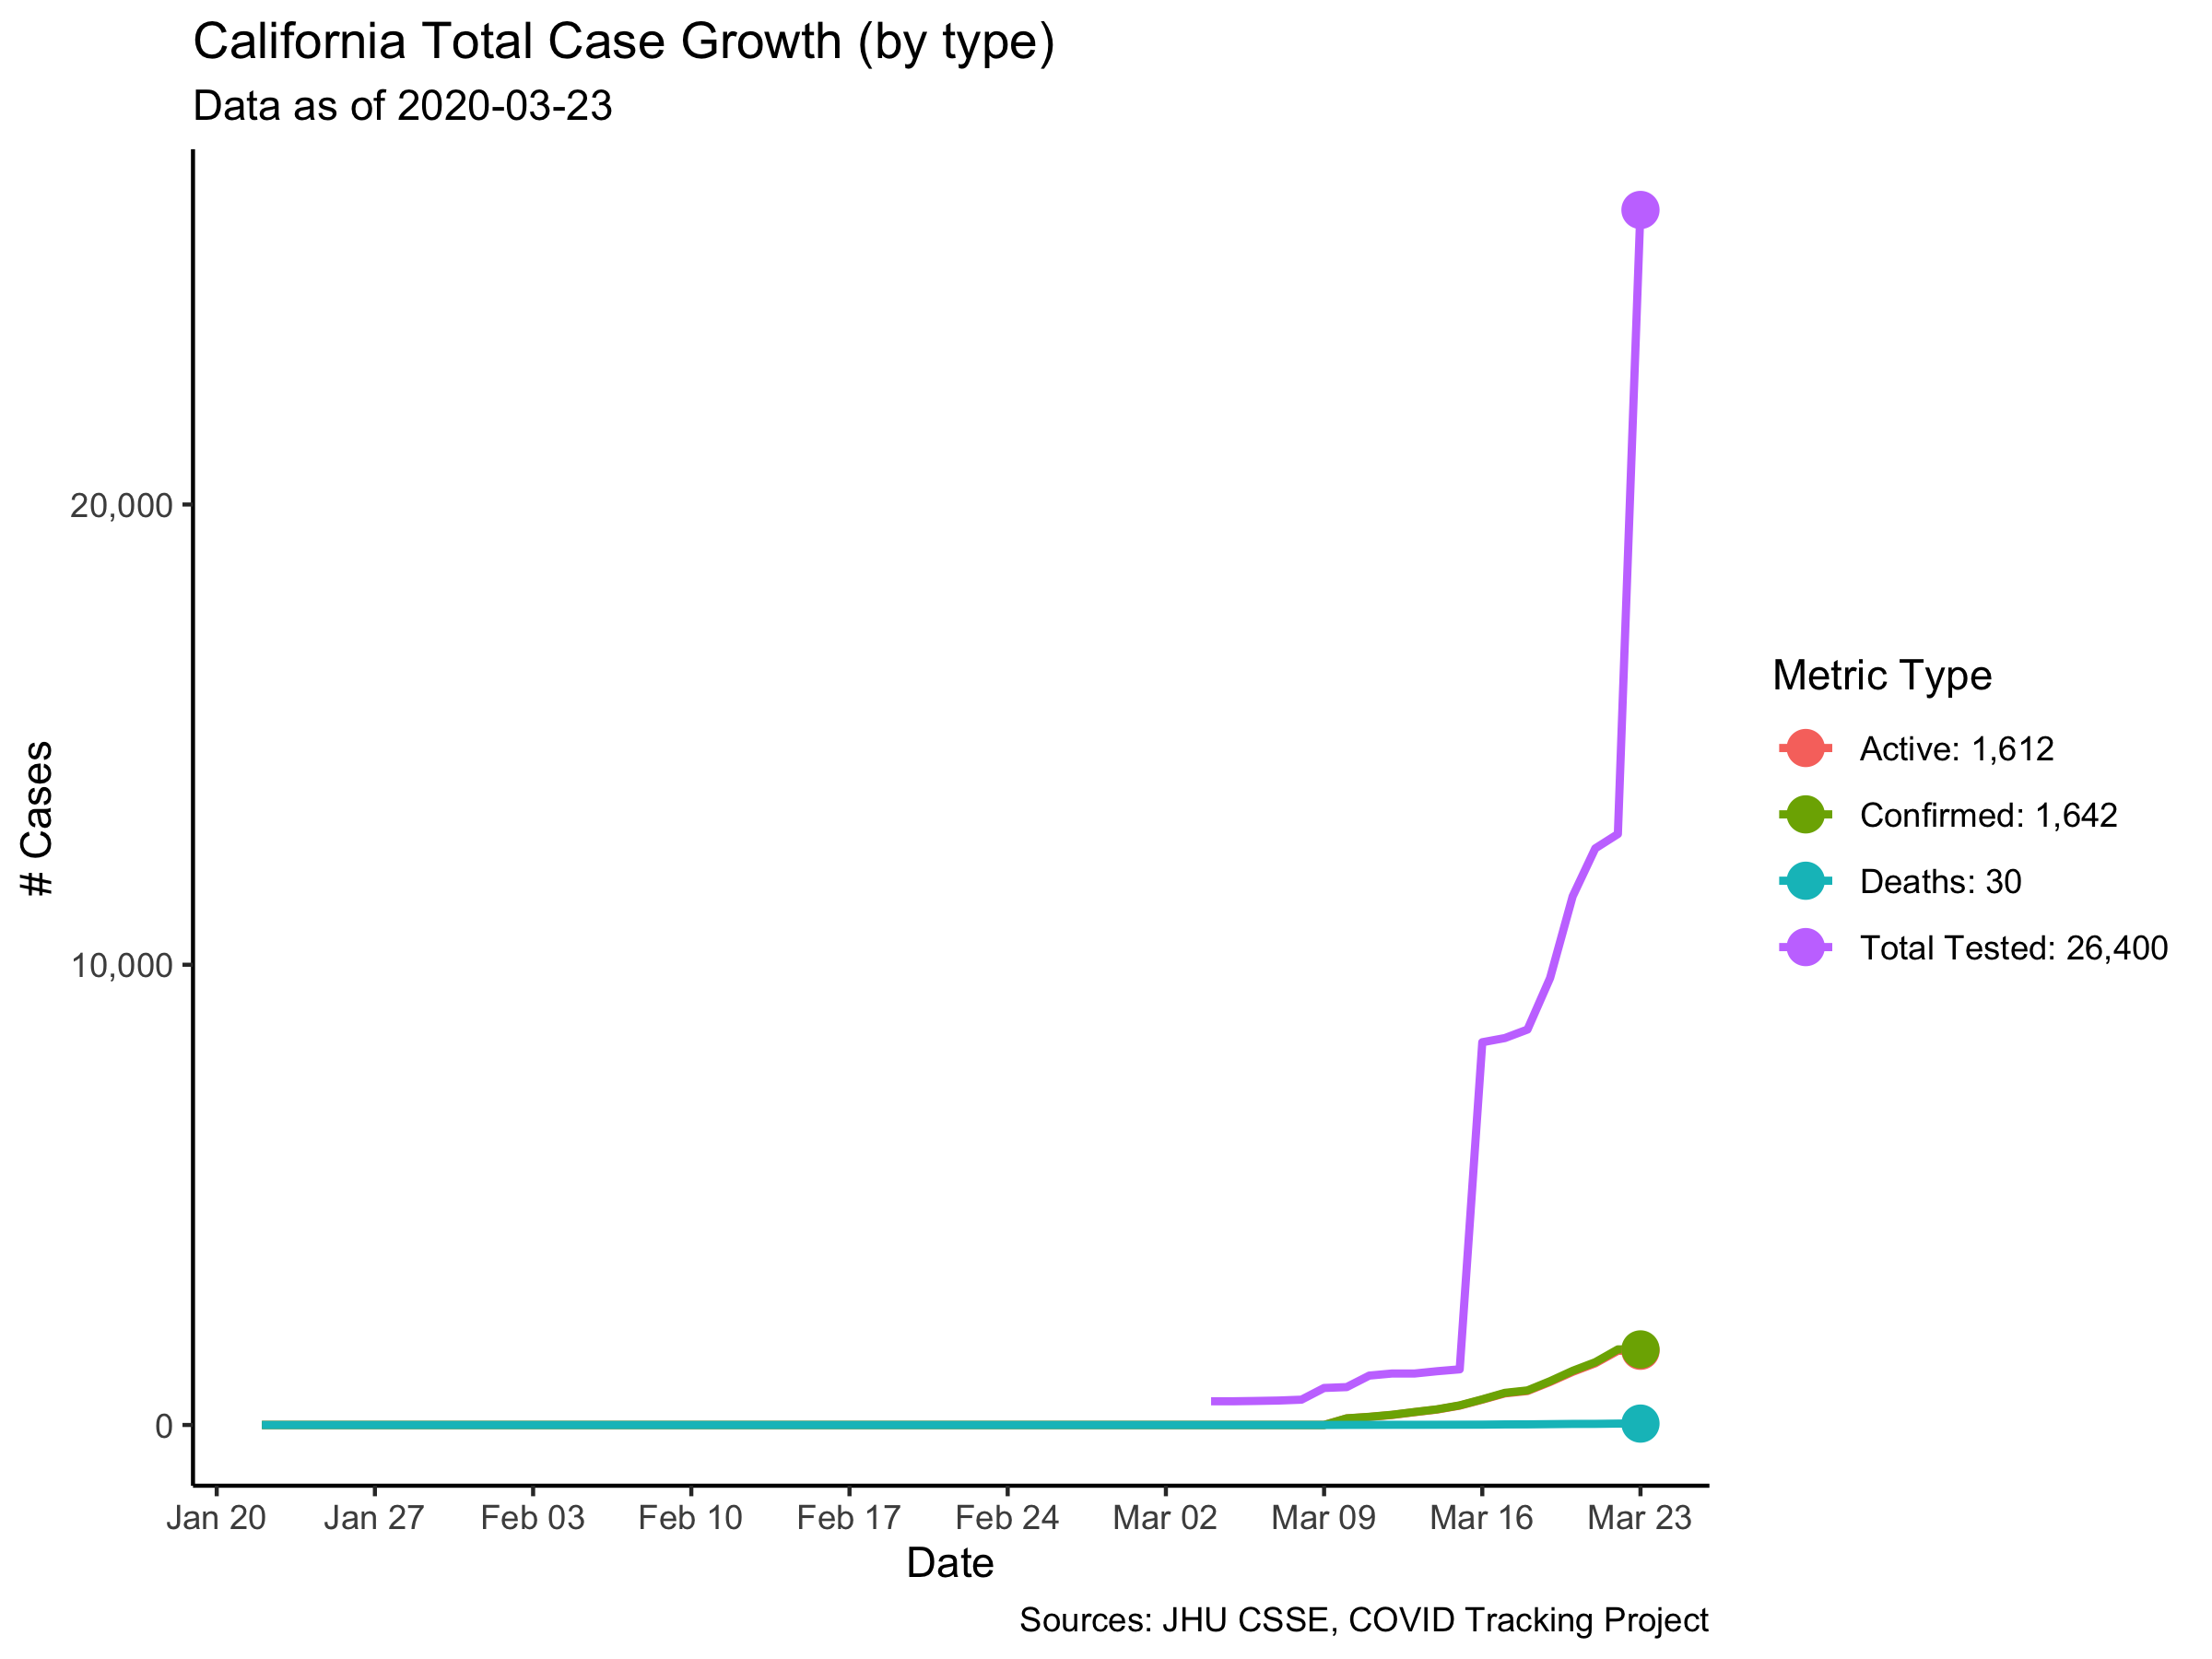 California Total Case Growth (by type)
Data as of 2020-03-23
# Cases
20,000
10,000
0
Jan 20 Jan 27 Feb 03 Feb 10 Feb 17 Feb 24 Mar 02 Mar 09 Mar 16 Mar 23
Date
Metric Type
Active: 1,612
Confirmed: 1,642
Deaths: 30
Total Tested: 26,400
Sources: JHU CSSE, COVID Tracking Project